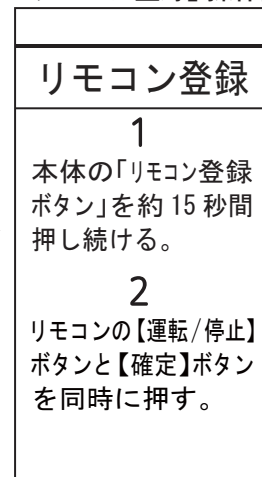 リモコン登録
1
本体の「リモコン登録
ボタン」を約15秒間
押し続ける。
2
リモコンの【運転/停止】
ボタンと【確定】ボタン
を同時に押す。